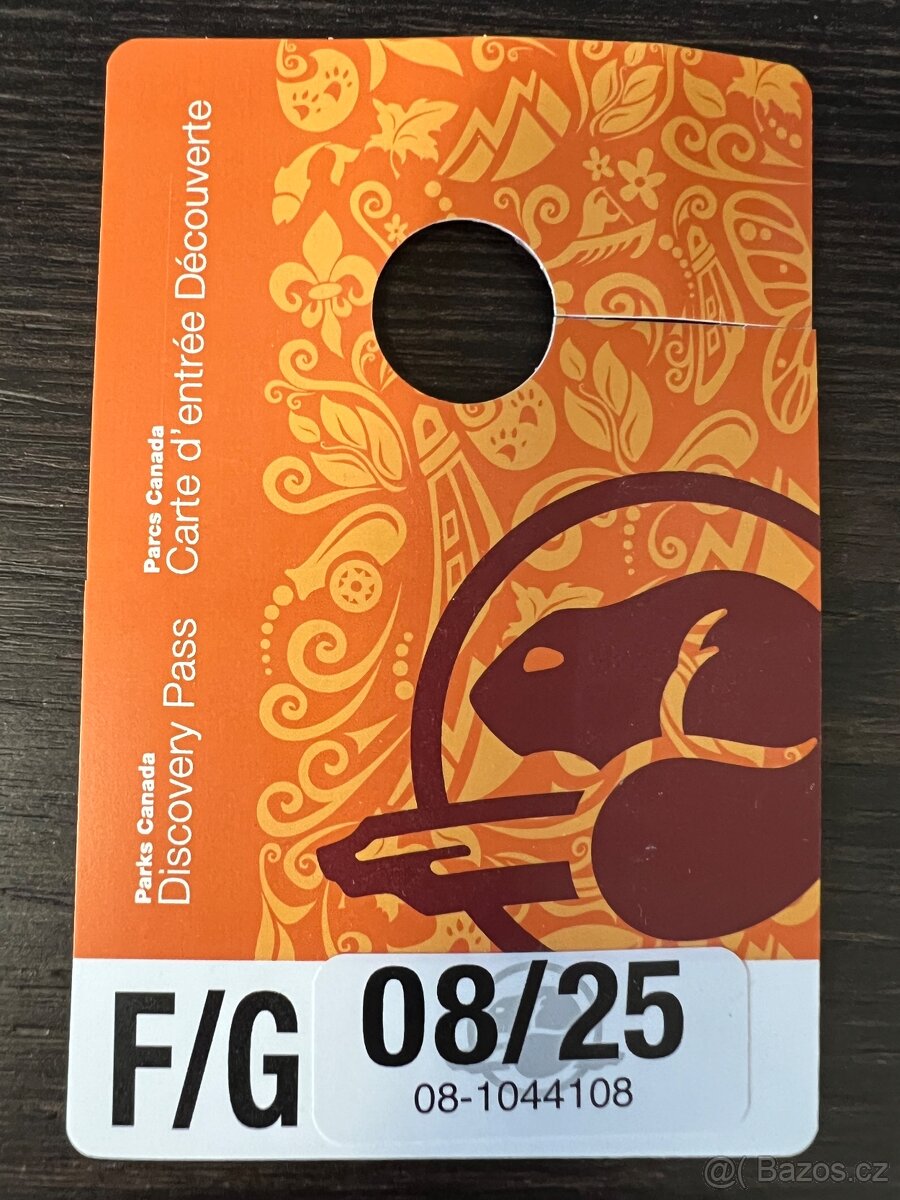 Parks Canada
Discovery Pass
Parcs Canada
Carte d'entrée Découverte
F/G
08/25
08-1044108
@( Bazos.cz